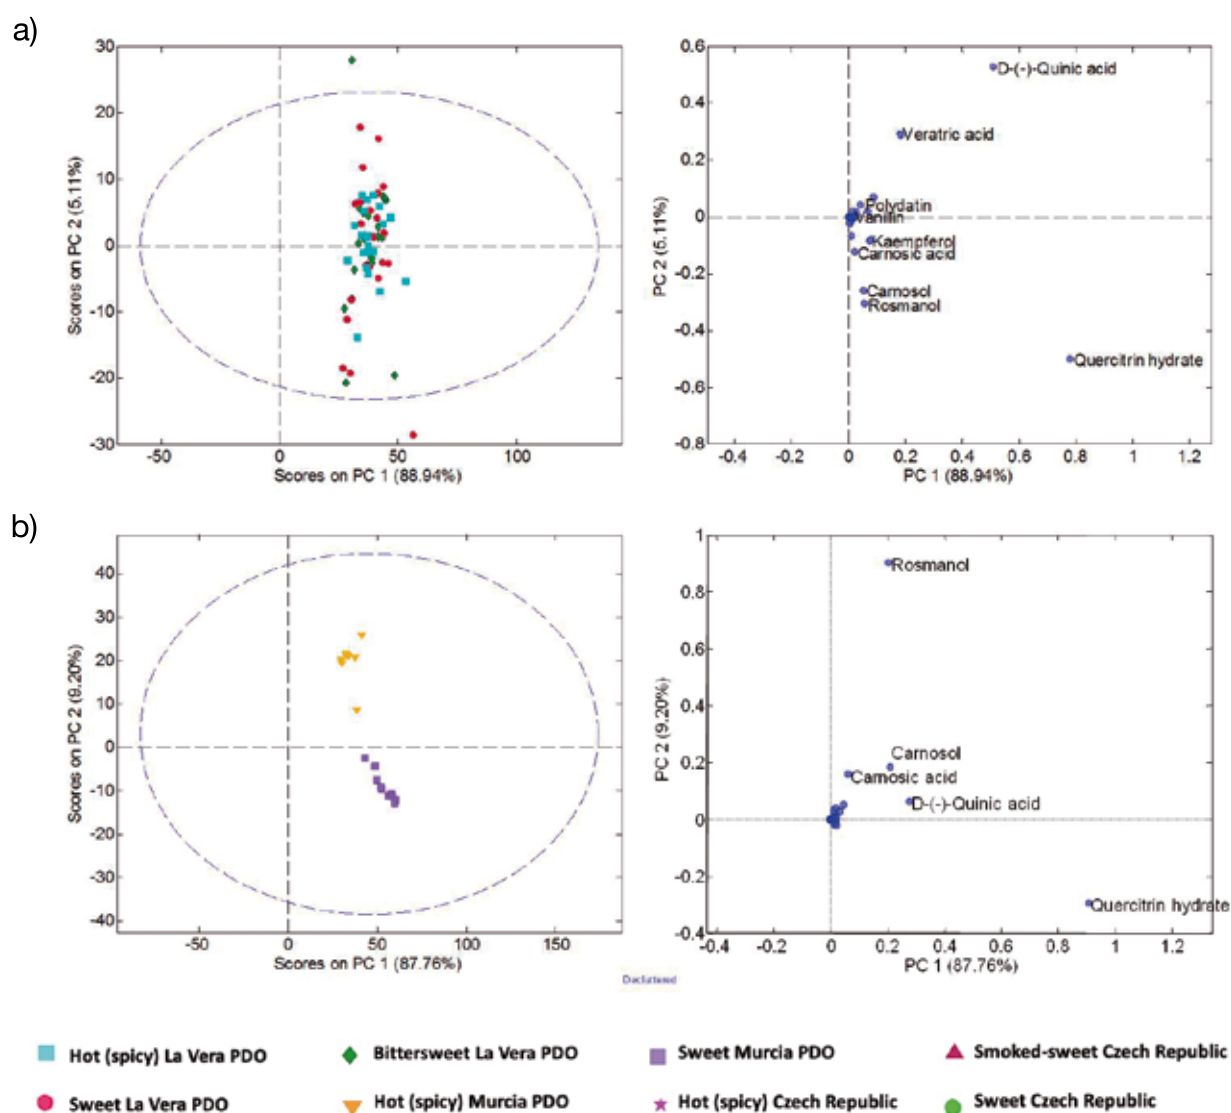 a)
30
20
10
0
-10
-20
-30
-50
0
50
100
Scores on PC 2 (5.11%)
Scores on PC 1 (88.94%)
0.6
0.4
0.2
0
-0.2
-0.4
-0.6
-0.8
-0.4
-0.2
0
0.2
0.4
0.6
0.8
1
1.2
PC 2 (5.11%)
PC 1 (88.94%)
D-(-)-Quinic acid
Veratric acid
Polydatin
Vanillin
Kaempferol
Carnosic acid
Carnosol
Rosmanol
Quercitrin hydrate
b)
40
30
20
10
0
-10
-20
-30
-40
-50
0
50
100
150
Scores on PC 2 (9.20%)
Scores on PC 1 (87.76%)
1
0.8
0.6
0.4
0.2
0
-0.2
-0.4
-0.4
-0.2
0
0.2
0.4
0.6
0.8
1
1.2
PC 2 (9.20%)
PC 1 (87.76%)
Rosmanol
Carnosol
Carnosic acid
D-(-)-Quinic acid
Quercitrin hydrate
Decluttered
Hot (spicy) La Vera PDO
Bittersweet La Vera PDO
Sweet Murcia PDO
Smoked-sweet Czech Republic
Sweet La Vera PDO
Hot (spicy) Murcia PDO
Hot (spicy) Czech Republic
Sweet Czech Republic